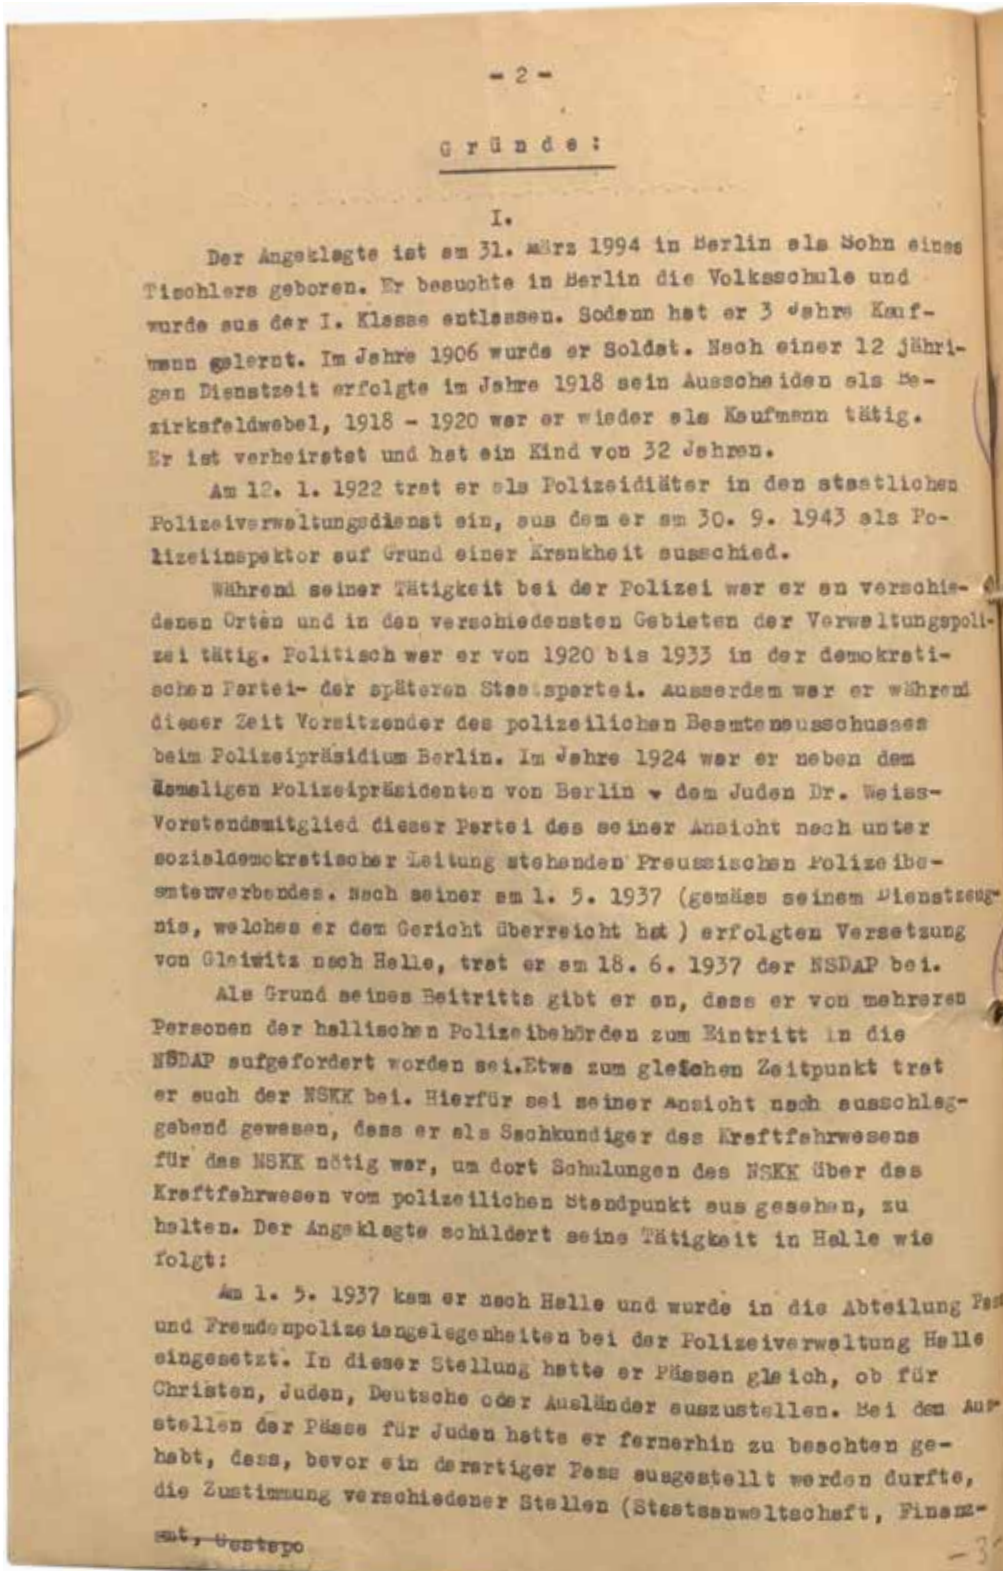 - 2 -
Gründe:
I.
Der Angeklagte ist am 31. März 1994 in Berlin als Sohn eines
Tischlers geboren. Er besuchte in Berlin die Volksschule und
wurde aus der I. Klasse entlassen. Sodann hat er 3 Jahre Kauf-
mann gelernt. Im Jahre 1906 wurde er Soldat. Nach einer 12 jähri-
gen Dienstzeit erfolgte im Jahre 1918 sein Ausscheiden als Be-
zirksfeldwebel, 1918 - 1920 war er wieder als Kaufmann tätig.
Er ist verheiratet und hat ein Kind von 32 Jahren.
Am 12. 1. 1922 trat er als Polizeidiäter in den staatlichen
Polizeiverwaltungsdienst ein, aus dem er am 30. 9. 1943 als Po-
lizeiinspektor auf Grund einer Krankheit ausschied.
Während seiner Tätigkeit bei der Polizei war er an verschie-
denen Orten und in den verschiedensten Gebieten der Verwaltungspoli-
zei tätig. Politisch war er von 1920 bis 1933 in der demokrati-
schen Partei- der späteren Staatspartei. Ausserdem war er während
dieser Zeit Vorsitzender des polizeilichen Beamtenausschusses
beim Polizeipräsidium Berlin. Im Jahre 1924 war er neben dem
damaligen Polizeipräsidenten von Berlin - dem Juden Dr. Weiss-
Vorstandsmitglied dieser Partei des seiner Ansicht nach unter
sozialdemokratischer Leitung stehenden Preussischen Polizeibe-
amtenverbandes. Nach seiner am 1. 5. 1937 (gemäss seinem Dienstzeug-
nis, welches er dem Gericht überreicht hat ) erfolgten Versetzung
von Gleiwitz nach Halle, trat er am 18. 6. 1937 der NSDAP bei.
Als Grund seines Beitritts gibt er an, dass er von mehreren
Personen der hallischen Polizeibehörden zum Eintritt in die
NSDAP aufgefordert worden sei.Etwa zum gleichen Zeitpunkt trat
er auch der NSKK bei. Hierfür sei seiner Ansicht nach ausschlag-
gebend gewesen, dass er als Sachkundiger des Kraftfahrwesens
für das NSKK nötig war, um dort Schulungen des NSKK über das
Kraftfahrwesen vom polizeilichen Standpunkt aus gesehen, zu
halten. Der Angeklagte schildert seine Tätigkeit in Halle wie
folgt:
Am 1. 5. 1937 kam er nach Halle und wurde in die Abteilung Pass
und Fremdenpolizeiangelegenheiten bei der Polizeiverwaltung Halle
eingesetzt. In dieser Stellung hatte er Pässen gleich, ob für
Christen, Juden, Deutsche oder Ausländer auszustellen. Bei dem Aus-
stellen der Pässe für Juden hatte er fernerhin zu beachten ge-
habt, dass, bevor ein derartiger Pass ausgestellt werden durfte,
die Zustimmung verschiedener Stellen (Staatsanwaltschaft, Finanz-
amt, Gestapo